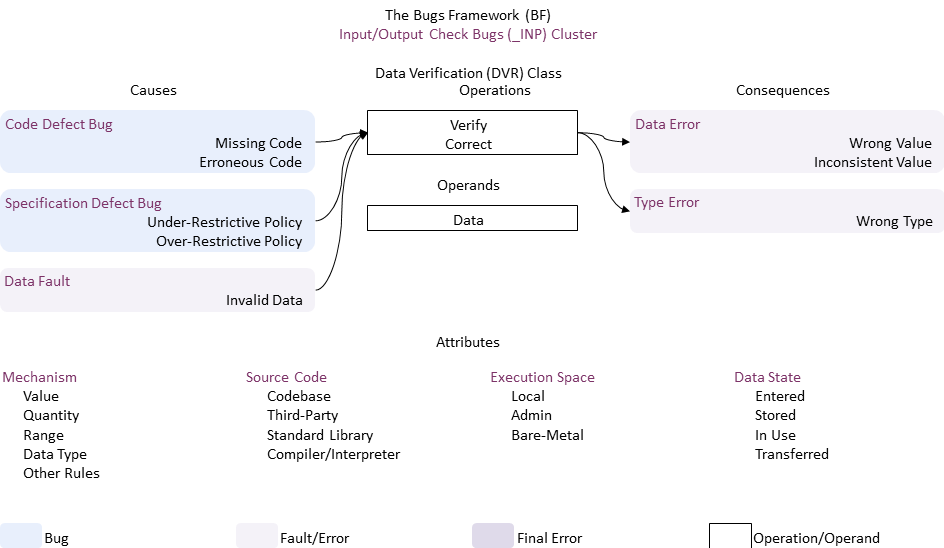 The Bugs Framework (BF)
Input/Output Check Bugs (_INP) Cluster
Data Verification (DVR) Class
Causes
Operations
Consequences
Code Defect Bug
Missing Code
Erroneous Code
Verify
Correct
Data Error
Wrong Value
Inconsistent Value
Specification Defect Bug
Under-Restrictive Policy
Over-Restrictive Policy
Operands
Data
Type Error
Wrong Type
Data Fault
Invalid Data
Attributes
Mechanism
Value
Quantity
Range
Data Type
Other Rules
Source Code
Codebase
Third-Party
Standard Library
Compiler/Interpreter
Execution Space
Local
Admin
Bare-Metal
Data State
Entered
Stored
In Use
Transferred
Bug
Fault/Error
Final Error
Operation/Operand